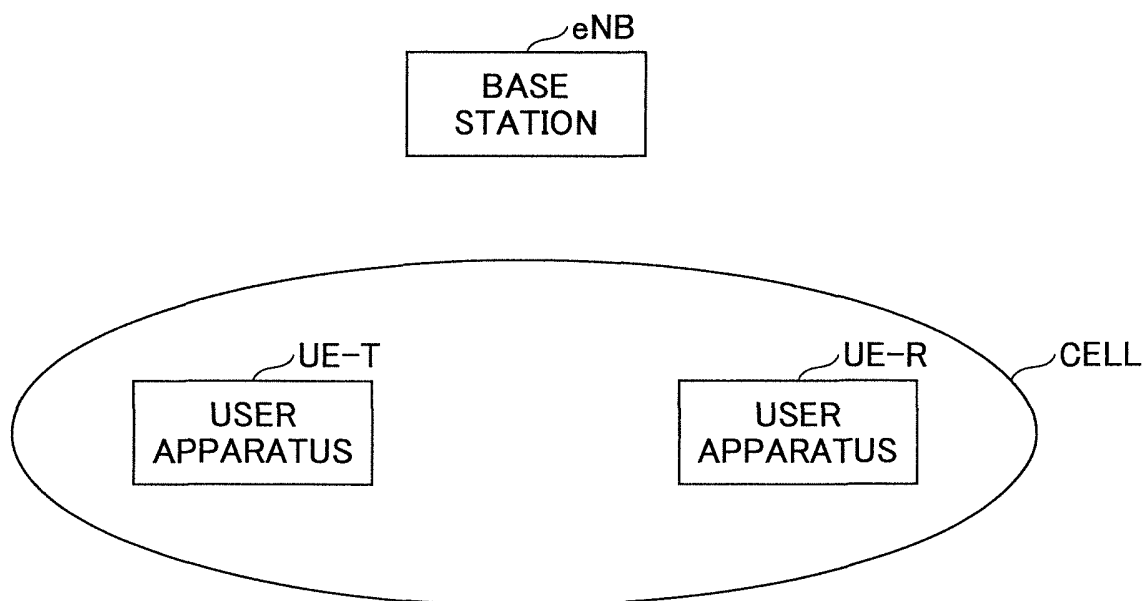 eNB
BASE
STATION
UE-T
UE-R
CELL
USER
APPARATUS
USER
APPARATUS